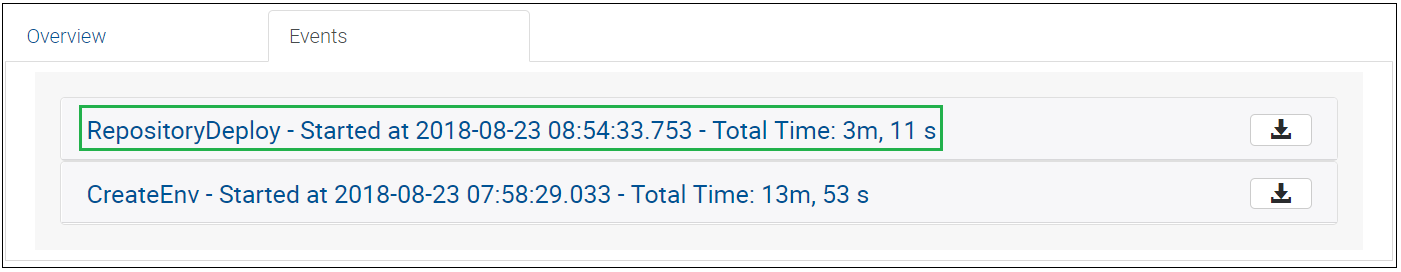 Overview
Events
RepositoryDeploy - Started at 2018-08-23 08:54:33.753 - Total Time: 3m, 11 s
CreateEnv - Started at 2018-08-23 07:58:29.033 - Total Time: 13m, 53 s